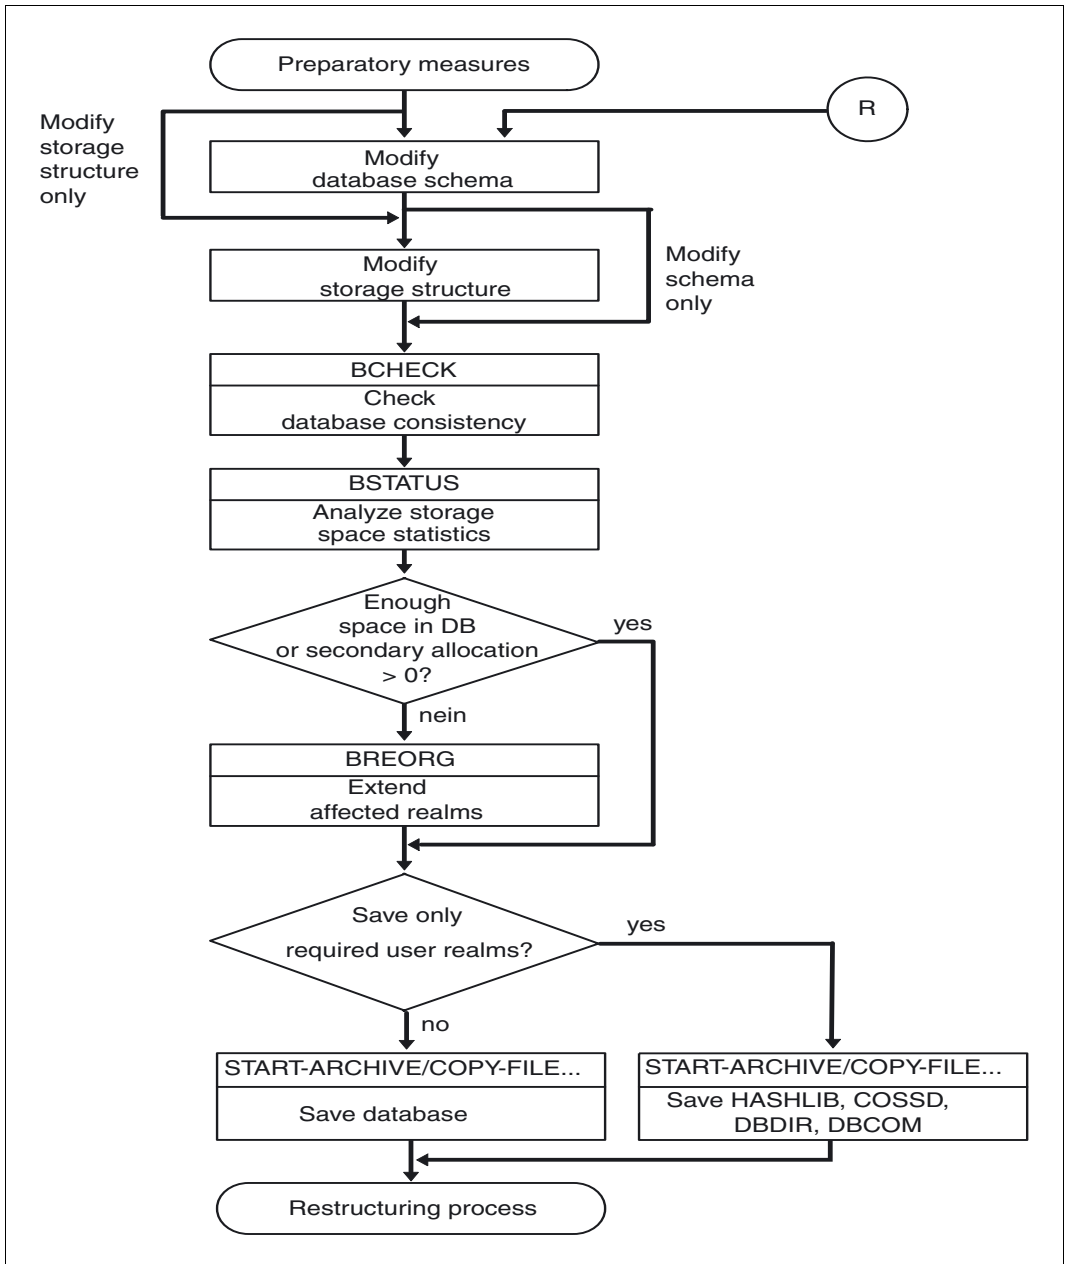 Preparatory measures
R
Modify
storage
structure
only
Modify
database schema
Modify
storage structure
Modify
schema
only
BCHECK
Check
database consistency
BSTATUS
Analyze storage
space statistics
Enough
space in DB
or secondary allocation
> 0?
yes
nein
BREORG
Extend
affected realms
Save only
required user realms?
yes
no
START-ARCHIVE/COPY-FILE...
Save database
START-ARCHIVE/COPY-FILE...
Save HASHLIB, COSSD,
DBDIR, DBCOM
Restructuring process